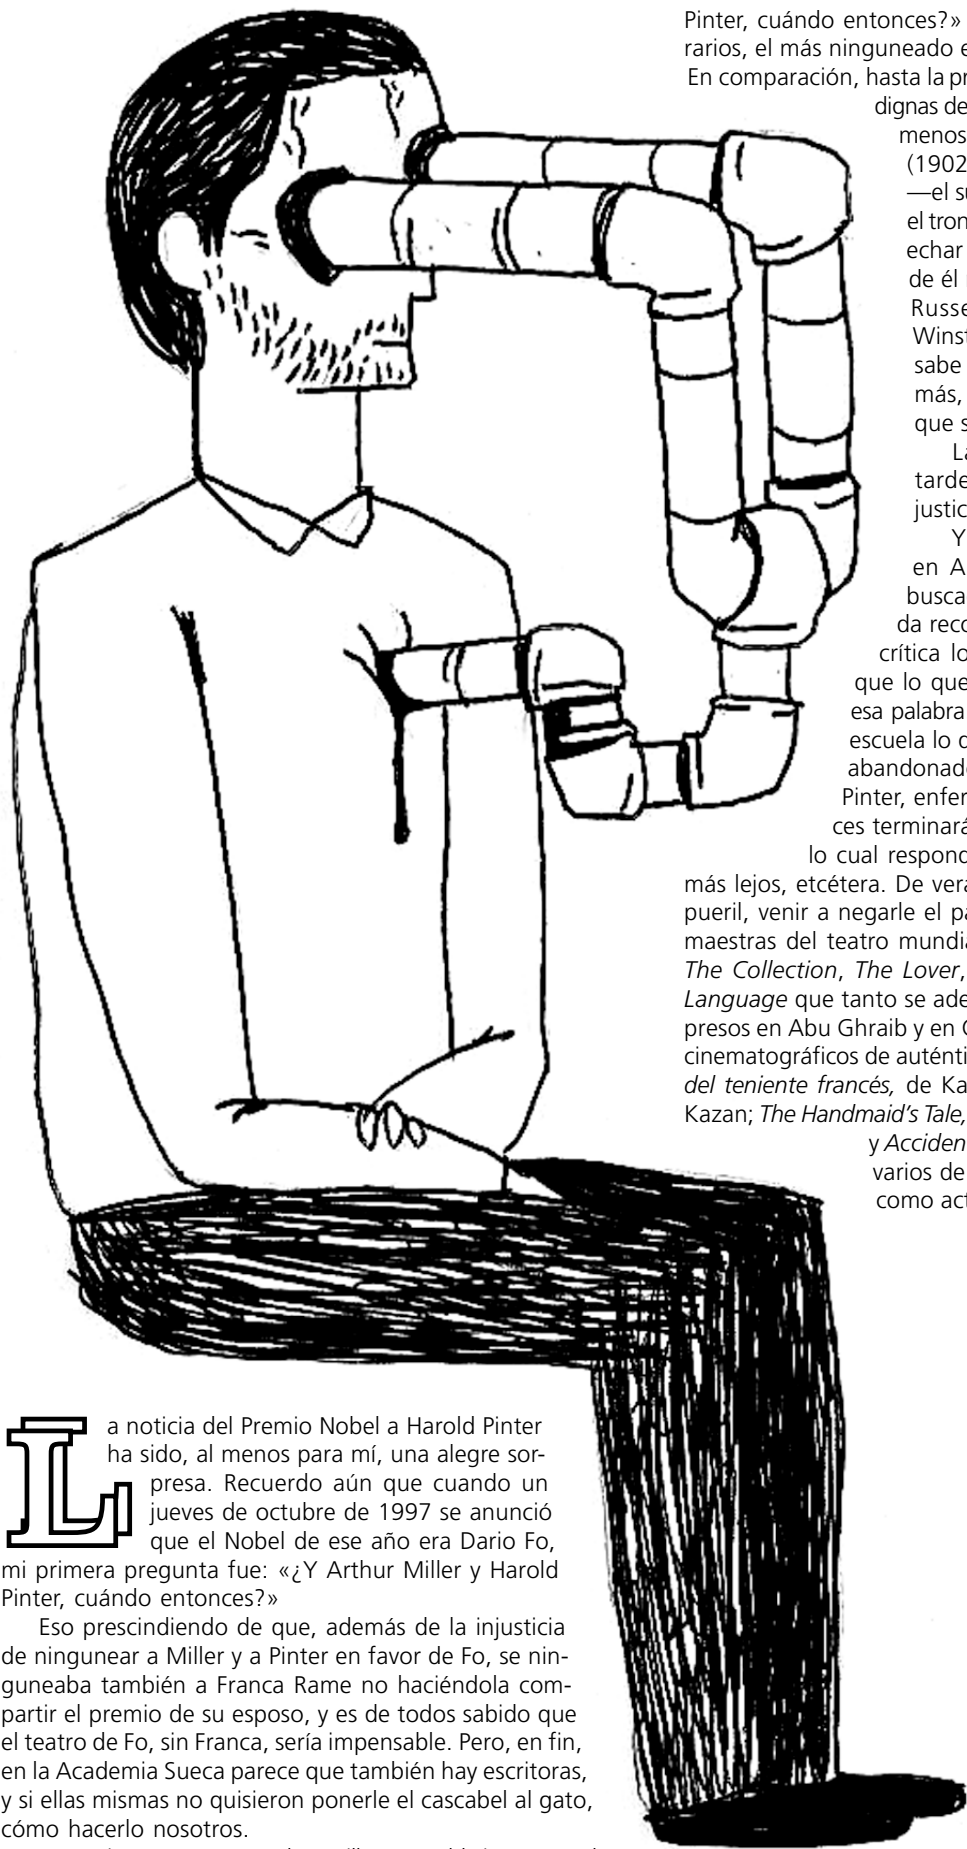 La noticia del Premio Nobel a Harold Pinter
ha sido, al menos para mí, una alegre sor-
presa. Recuerdo aún que cuando un
jueves de octubre de 1997 se anunció
que el Nobel de ese año era Dario Fo,
mi primera pregunta fue: «¿Y Arthur Miller y Harold
Pinter, cuándo entonces?»
Eso prescindiendo de que, además de la injusticia
de ningunear a Miller y a Pinter en favor de Fo, se nin-
guneaba también a Franca Rame no haciéndola com-
partir el premio de su esposo, y es de todos sabido que
el teatro de Fo, sin Franca, sería impensable. Pero, en fin,
en la Academia Sueca parece que también hay escritoras,
y si ellas mismas no quisieron ponerle el cascabel al gato,
cómo hacerlo nosotros.
Pinter, cuándo entonces?»
rarios, el más ninguneado e
En comparación, hasta la pr
dignas de
menos
(1902
—el su
el tron
echar
de él
Russe
Winst
sabe
más,
que s
La
tarde
justic
Y
en A
busca
da reco
crítica lo
que lo que
esa palabra
escuela lo d
abandonado
Pinter, enfer
ces terminará
lo cual respond
más lejos, etcétera. De vera
pueril, venir a negarle el pa
maestras del teatro mundia
The Collection, The Lover,
Language que tanto se ade
presos en Abu Ghraib y en G
cinematográficos de auténti
del teniente francés, de Ka
Kazan; The Handmaid's Tale,
y Acciden
varios de
como act